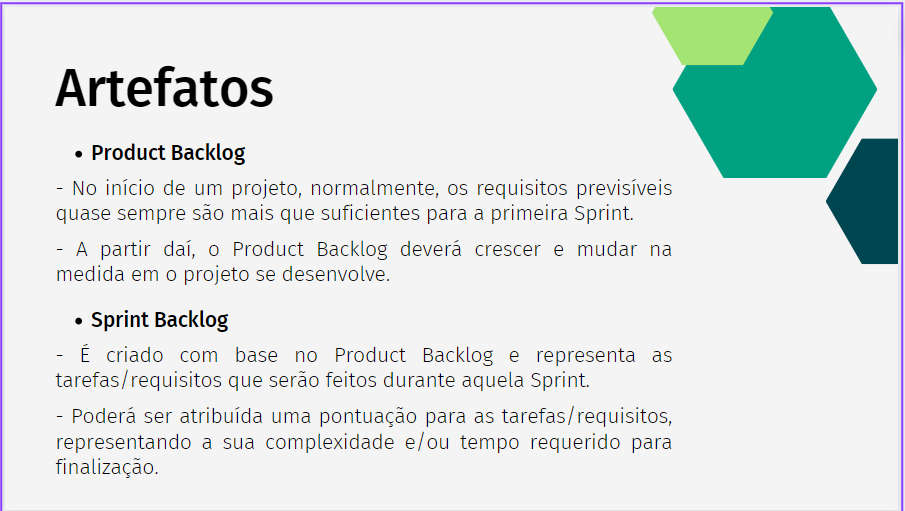 Artefatos
• Product Backlog
- No início de um projeto, normalmente, os requisitos previsíveis
quase sempre são mais que suficientes para a primeira Sprint.
- A partir daí, o Product Backlog deverá crescer e mudar na
medida em o projeto se desenvolve.
• Sprint Backlog
- É criado com base no Product Backlog e representa as
tarefas/requisitos que serão feitos durante aquela Sprint.
- Poderá ser atribuída uma pontuação para as tarefas/requisitos,
representando a sua complexidade e/ou tempo requerido para
finalização.